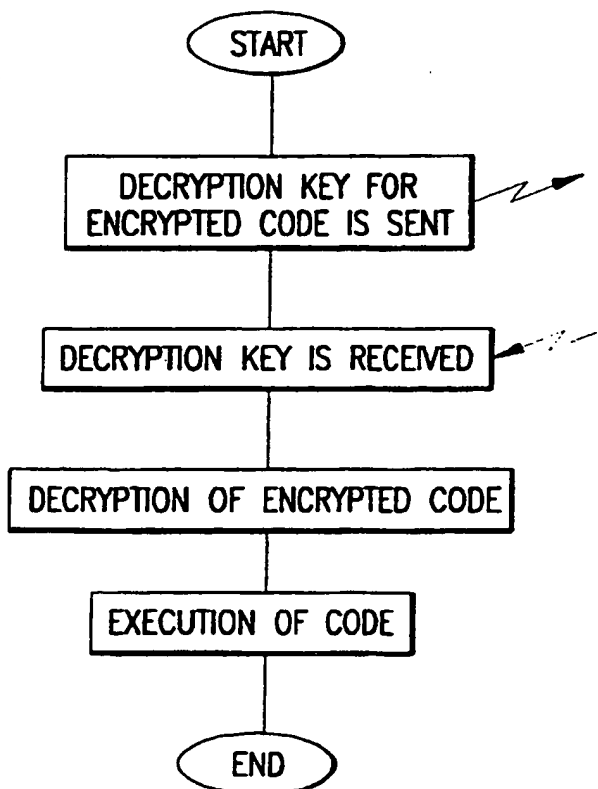 START
DECRYPTION KEY FOR
ENCRYPTED CODE IS SENT
DECRYPTION KEY IS RECEIVED
DECRYPTION OF ENCRYPTED CODE
EXECUTION OF CODE
END